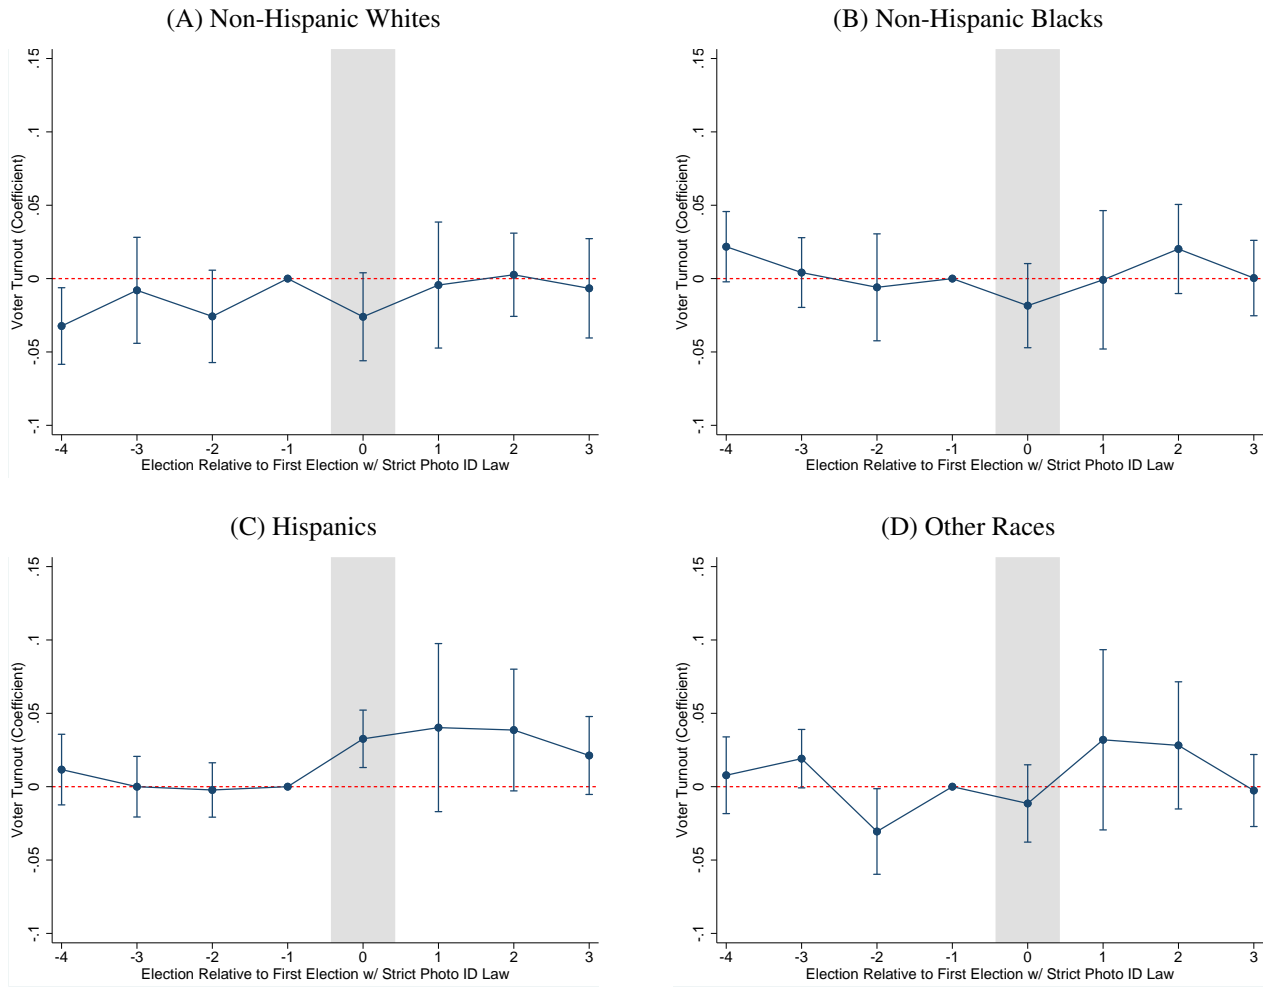 (A) Non-Hispanic Whites
Voter Turnout (Coefficient)
.15
.1
.05
0
-.05
-.1
-4 -3 -2 -1 0 1 2 3
Election Relative to First Election w/ Strict Photo ID Law
(B) Non-Hispanic Blacks
Voter Turnout (Coefficient)
.15
.1
.05
0
-.05
-.1
-4 -3 -2 -1 0 1 2 3
Election Relative to First Election w/ Strict Photo ID Law
(C) Hispanics
Voter Turnout (Coefficient)
.15
.1
.05
0
-.05
-.1
-4 -3 -2 -1 0 1 2 3
Election Relative to First Election w/ Strict Photo ID Law
(D) Other Races
Voter Turnout (Coefficient)
.15
.1
.05
0
-.05
-.1
-4 -3 -2 -1 0 1 2 3
Election Relative to First Election w/ Strict Photo ID Law